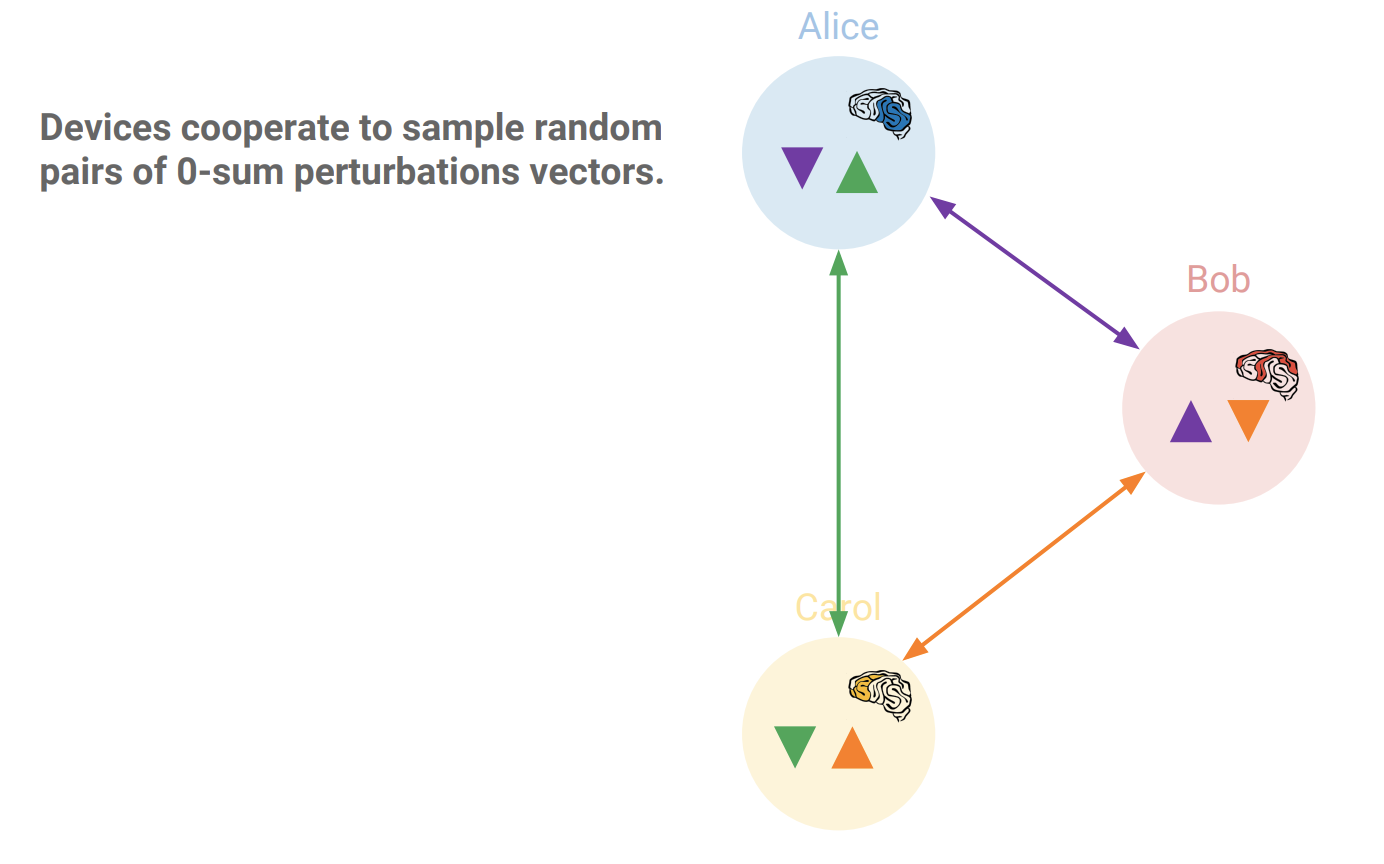 Alice
Devices cooperate to sample random
pairs of 0-sum perturbations vectors.
Bob
Carol